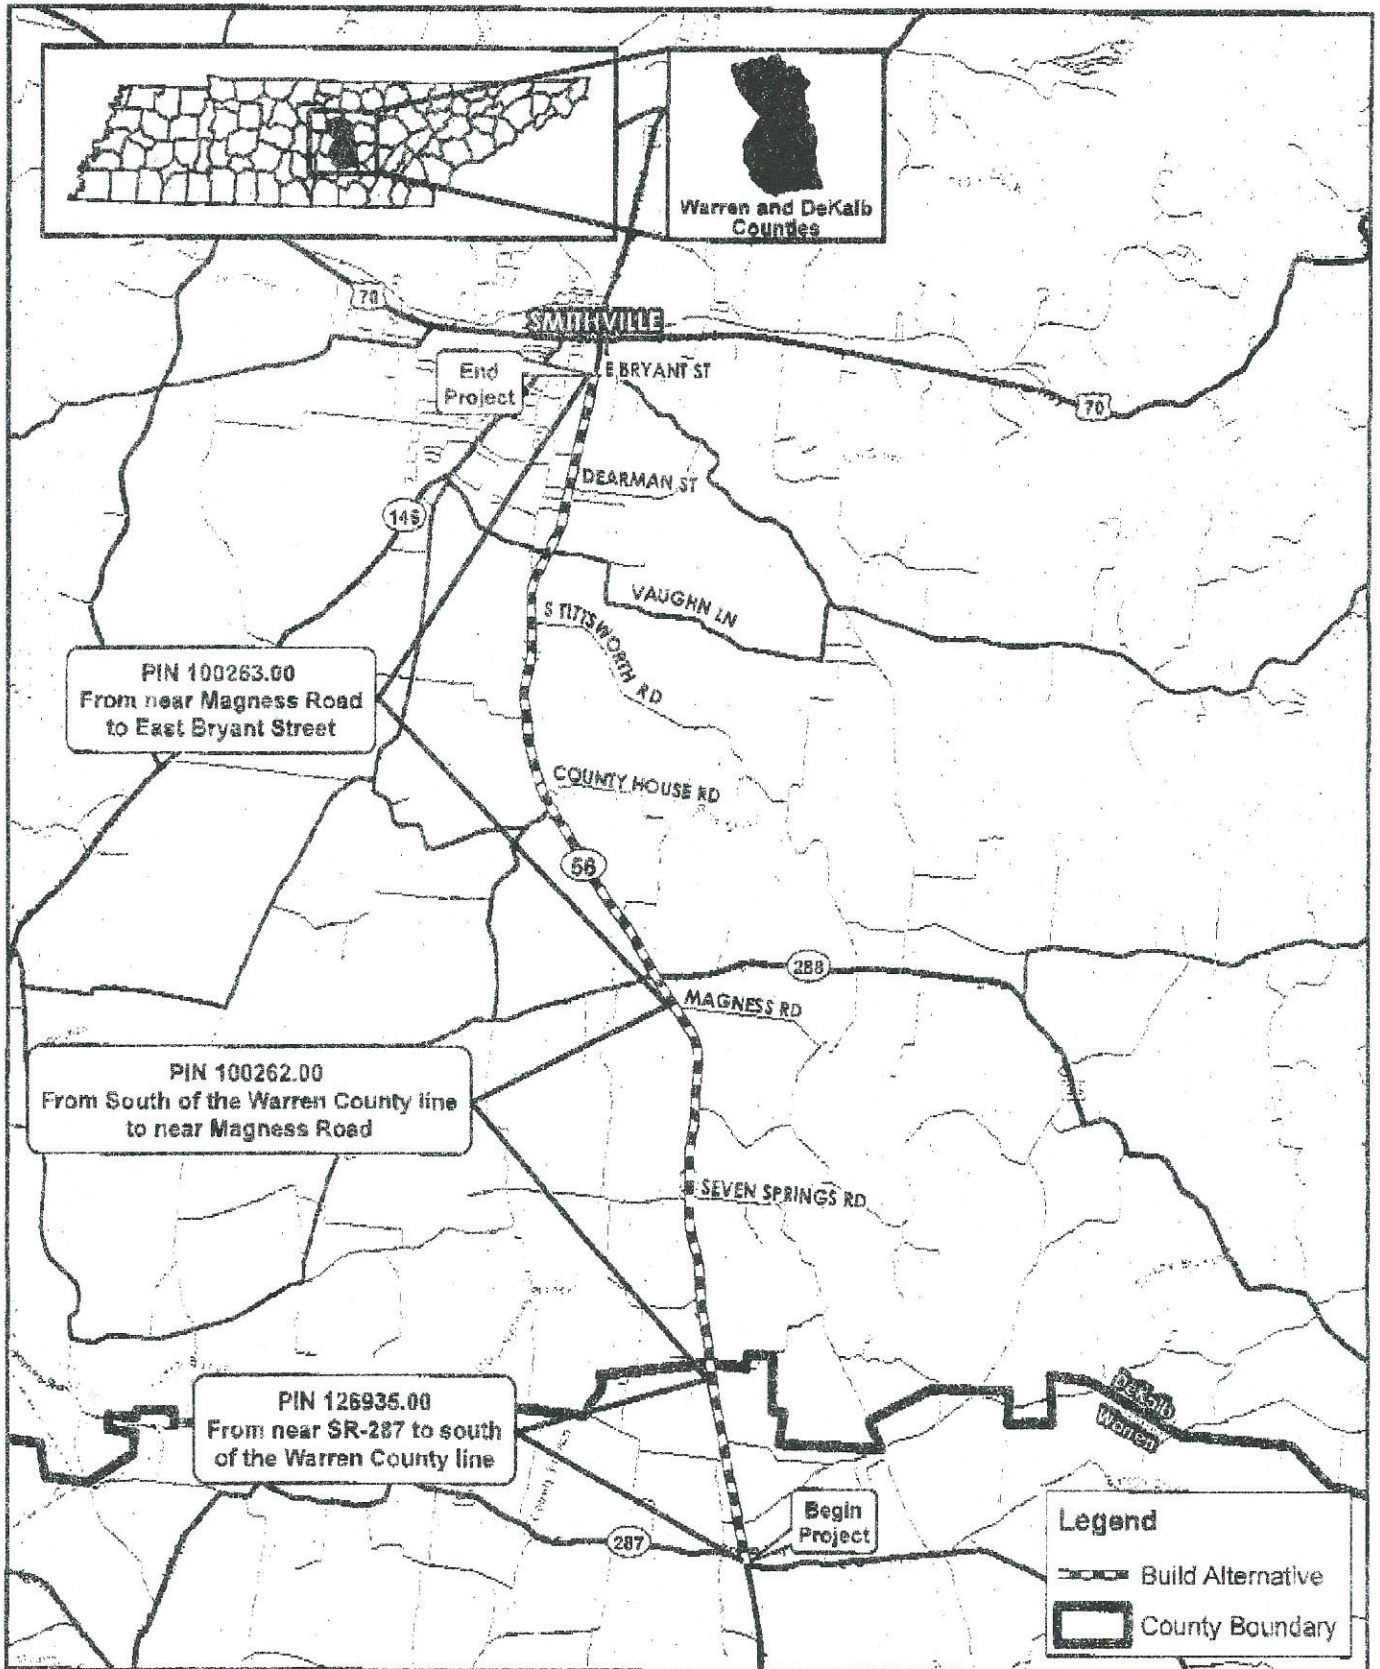 Warren and DeKalb
Counties
70
SMITHVILLE
End
Project
E BRYANT ST
70
DEARMAN ST
146
VAUGHN LN
S TITTSWORTH RD
PIN 100263.00
From near Magness Road
to East Bryant Street
COUNTY HOUSE RD
56
288
MAGNESS RD
PIN 100262.00
From South of the Warren County line
to near Magness Road
SEVEN SPRINGS RD
DeKalb
Warren
PIN 126935.00
From near SR-287 to south
of the Warren County line
Begin
Project
287
Legend
Build Alternative
County Boundary